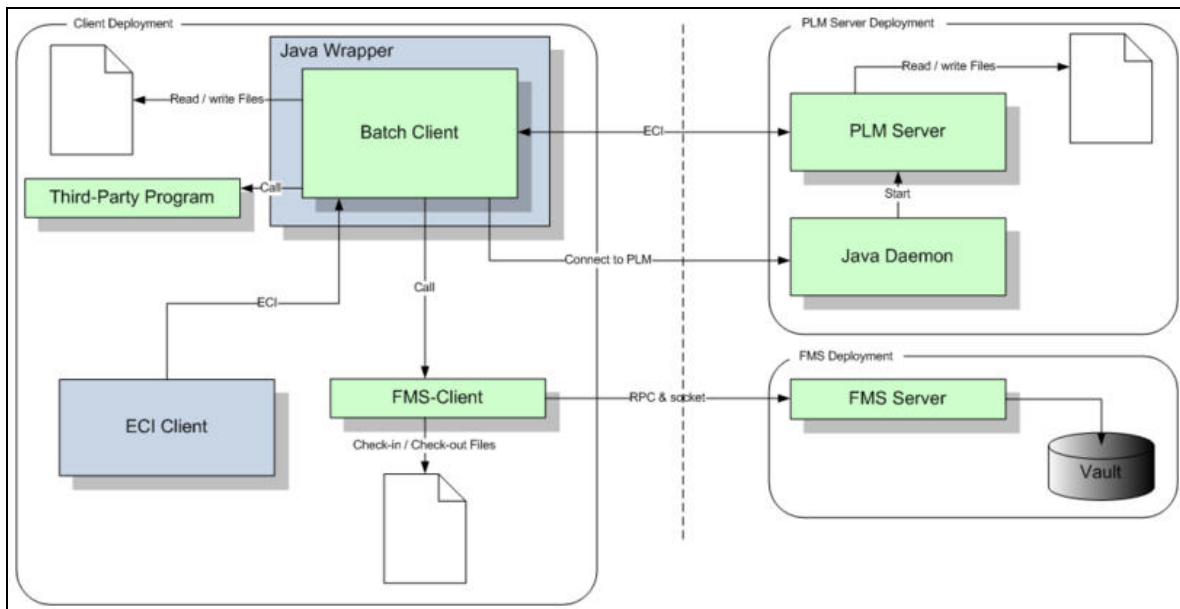 Client Deployment
PLM Server Deployment
Java Wrapper
Read / write Files
Batch Client
Read / write Files
ECI
PLM Server
Third-Party Program
Call
Start
Connect to PLM
Java Daemon
Call
ECI
FMS Deployment
ECI Client
FMS-Client
RPC & socket
FMS Server
Check-in / Check-out Files
Vault